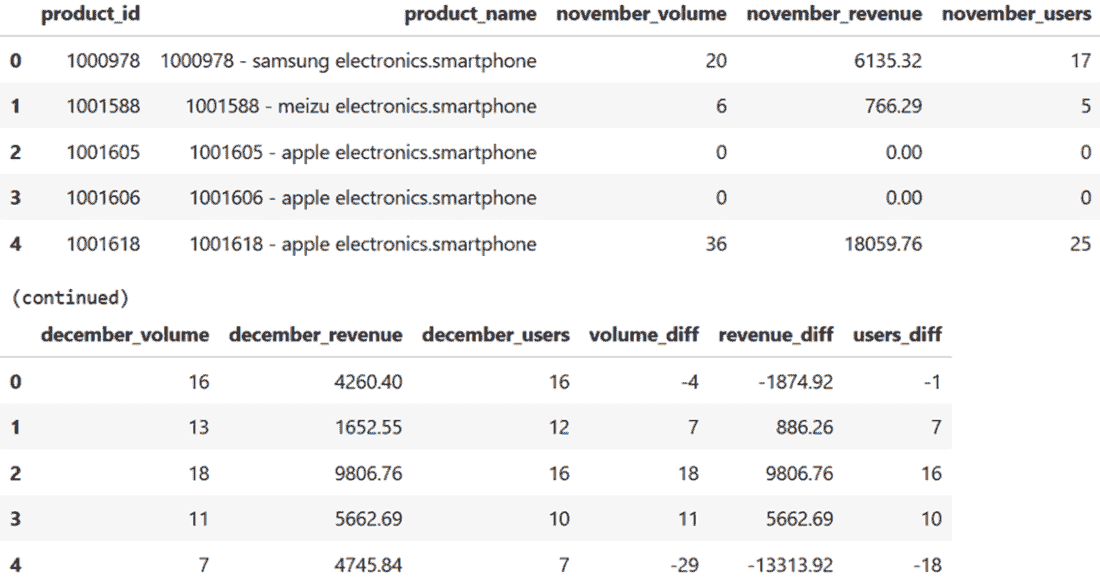 product_id product_name november_volume november_revenue november_users
0 1000978 1000978 - samsung electronics.smartphone 20 6135.32 17
1 1001588 1001588 - meizu electronics.smartphone 6 766.29 5
2 1001605 1001605 - apple electronics.smartphone 0 0.00 0
3 1001606 1001606 - apple electronics.smartphone 0 0.00 0
4 1001618 1001618 - apple electronics.smartphone 36 18059.76 25
(continued)
december_volume december_revenue december_users volume_diff revenue_diff users_diff
0 16 4260.40 16 -4 -1874.92 -1
1 13 1652.55 12 7 886.26 7
2 18 9806.76 16 18 9806.76 16
3 11 5662.69 10 11 5662.69 10
4 7 4745.84 7 -29 -13313.92 -18